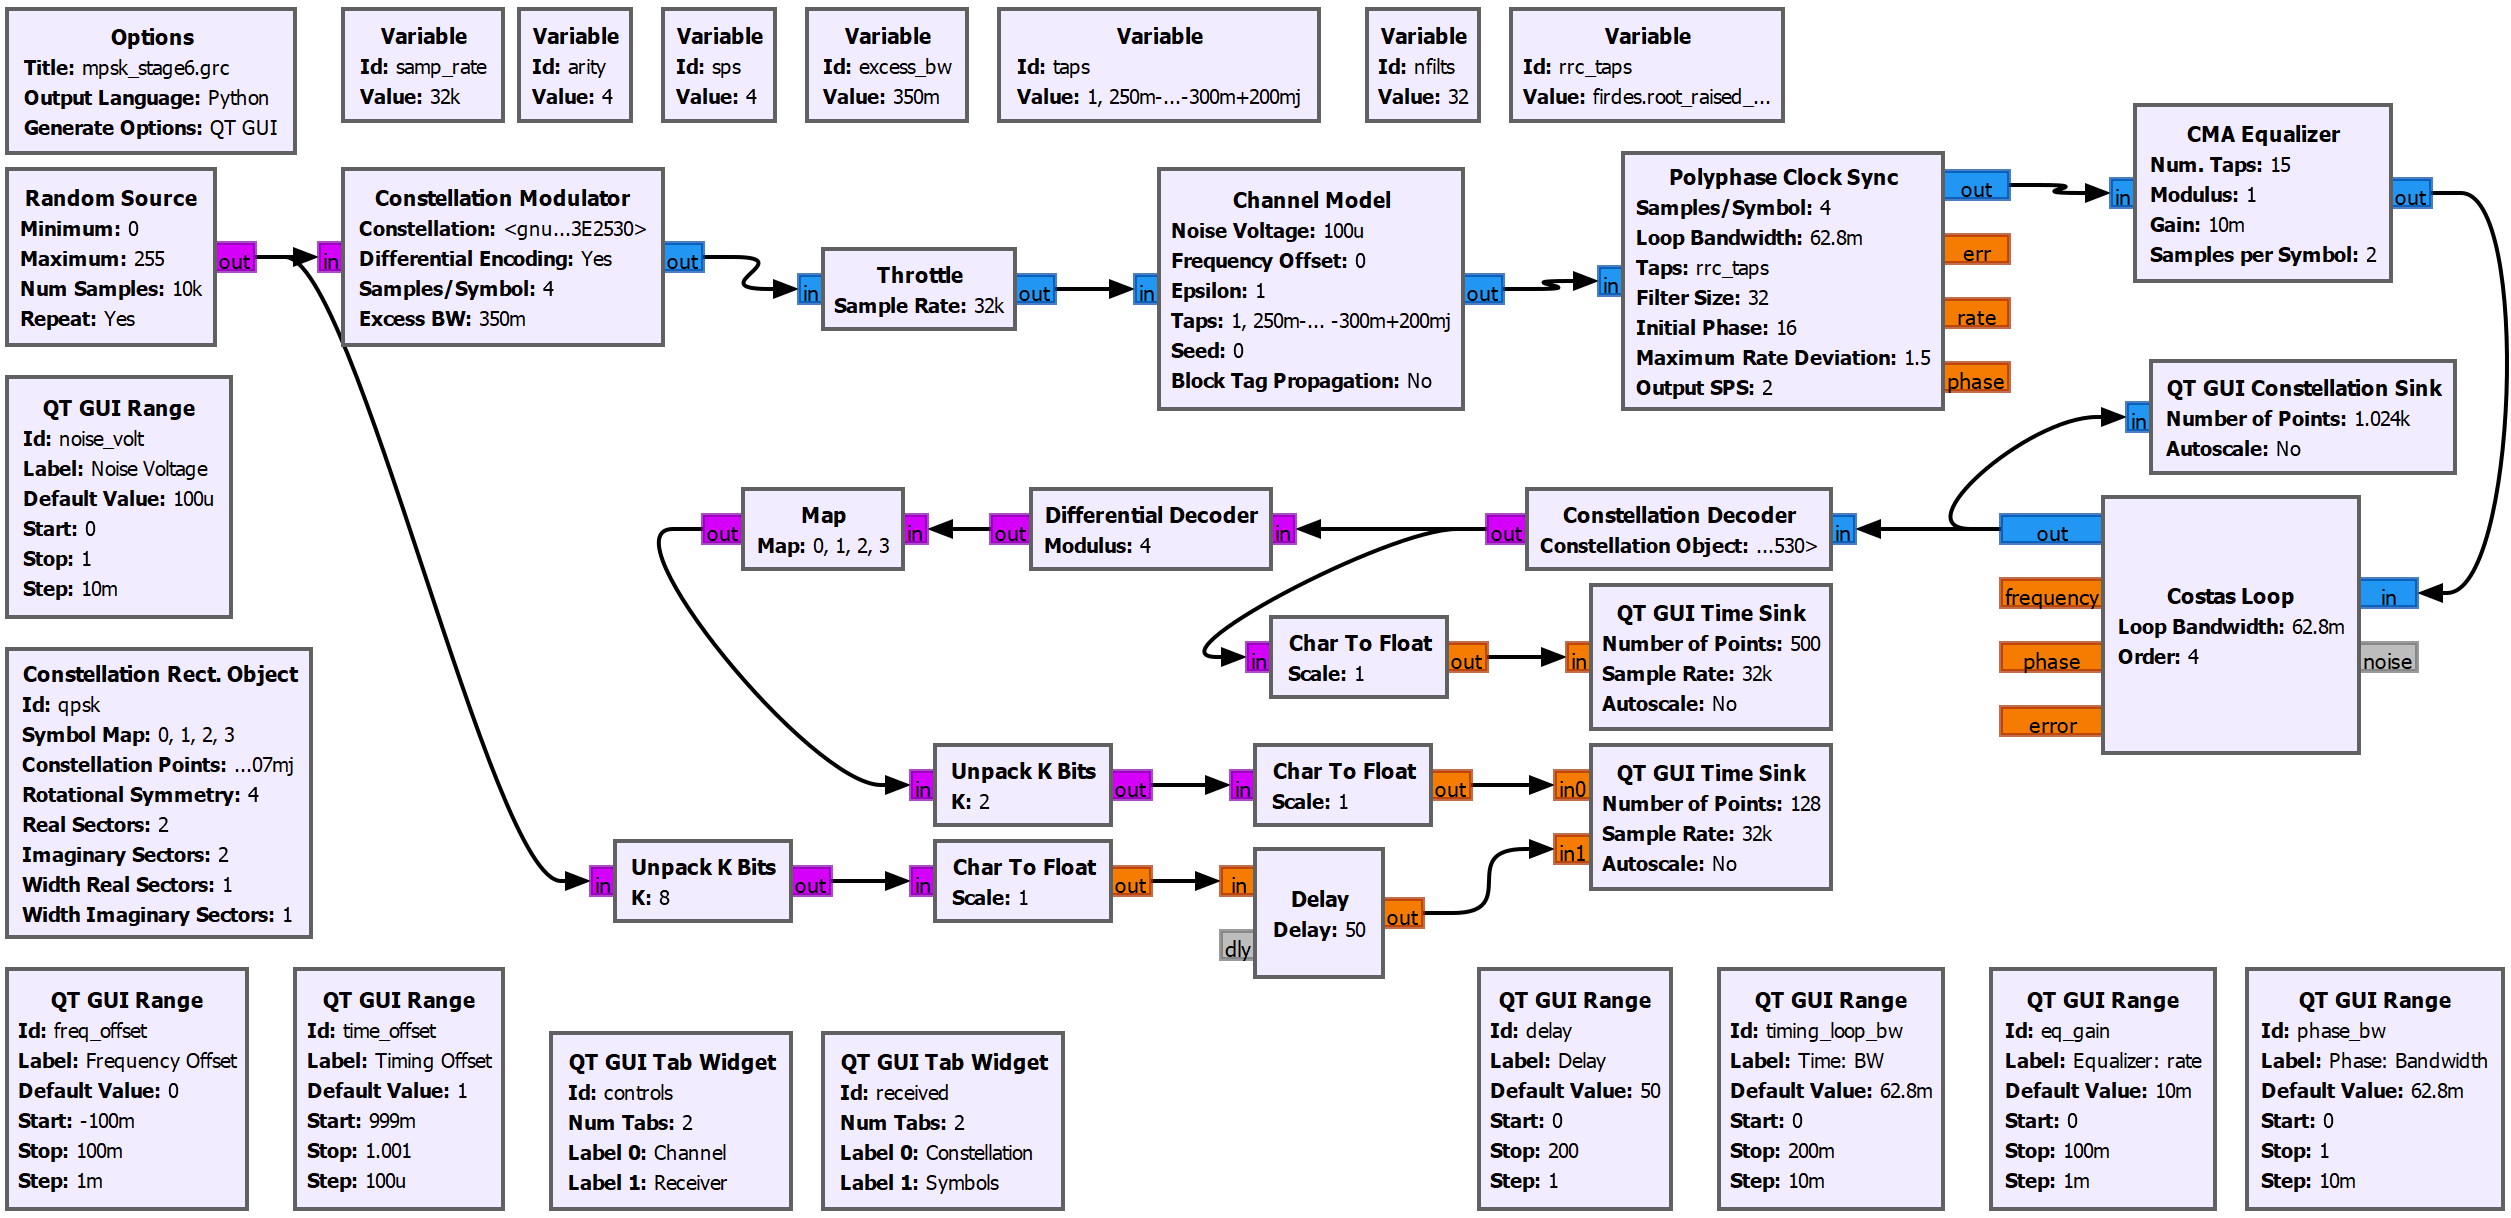 Options
Title: mpsk_stage6.grc
Output Language: Python
Generate Options: QT GUI
Variable
Id: samp_rate
Value: 32k
Variable
Id: arity
Value: 4
Variable
Id: sps
Value: 4
Variable
Id: excess_bw
Value: 350m
Variable
Id: taps
Value: 1, 250m-...-300m+200mj
Variable
Id: nfilts
Value: 32
Variable
Id: rrc_taps
Value: firdes.root_raised_...
Random Source
Minimum: 0
Maximum: 255
Num Samples: 10k
Repeat: Yes
out
in
Constellation Modulator
Constellation: <gnu...3E2530>
Differential Encoding: Yes
Samples/Symbol: 4
Excess BW: 350m
out
in
Throttle
Sample Rate: 32k
out
in
Channel Model
Noise Voltage: 100u
Frequency Offset: 0
Epsilon: 1
Taps: 1, 250m-... -300m+200mj
Seed: 0
Block Tag Propagation: No
out
in
Polyphase Clock Sync
Samples/Symbol: 4
Loop Bandwidth: 62.8m
Taps: rrc_taps
Filter Size: 32
Initial Phase: 16
Maximum Rate Deviation: 1.5
Output SPS: 2
out
err
rate
phase
in
CMA Equalizer
Num. Taps: 15
Modulus: 1
Gain: 10m
Samples per Symbol: 2
out
QT GUI Range
Id: noise_volt
Label: Noise Voltage
Default Value: 100u
Start: 0
Stop: 1
Step: 10m
in
QT GUI Constellation Sink
Number of Points: 1.024k
Autoscale: No
out
Map
Map: 0, 1, 2, 3
in
out
Differential Decoder
Modulus: 4
in
out
Constellation Decoder
Constellation Object: ...530>
in
out
frequency
phase
error
Costas Loop
Loop Bandwidth: 62.8m
Order: 4
in
noise
in
Char To Float
Scale: 1
out
in
QT GUI Time Sink
Number of Points: 500
Sample Rate: 32k
Autoscale: No
Constellation Rect. Object
Id: qpsk
Symbol Map: 0, 1, 2, 3
Constellation Points: ...07mj
Rotational Symmetry: 4
Real Sectors: 2
Imaginary Sectors: 2
Width Real Sectors: 1
Width Imaginary Sectors: 1
in
Unpack K Bits
K: 2
out
in
Char To Float
Scale: 1
out
in0
in1
QT GUI Time Sink
Number of Points: 128
Sample Rate: 32k
Autoscale: No
in
Unpack K Bits
K: 8
out
in
Char To Float
Scale: 1
out
in
dly
Delay
Delay: 50
out
QT GUI Range
Id: freq_offset
Label: Frequency Offset
Default Value: 0
Start: -100m
Stop: 100m
Step: 1m
QT GUI Range
Id: time_offset
Label: Timing Offset
Default Value: 1
Start: 999m
Stop: 1.001
Step: 100u
QT GUI Tab Widget
Id: controls
Num Tabs: 2
Label 0: Channel
Label 1: Receiver
QT GUI Tab Widget
Id: received
Num Tabs: 2
Label 0: Constellation
Label 1: Symbols
QT GUI Range
Id: delay
Label: Delay
Default Value: 50
Start: 0
Stop: 200
Step: 1
QT GUI Range
Id: timing_loop_bw
Label: Time: BW
Default Value: 62.8m
Start: 0
Stop: 200m
Step: 10m
QT GUI Range
Id: eq_gain
Label: Equalizer: rate
Default Value: 10m
Start: 0
Stop: 100m
Step: 1m
QT GUI Range
Id: phase_bw
Label: Phase: Bandwidth
Default Value: 62.8m
Start: 0
Stop: 1
Step: 10m